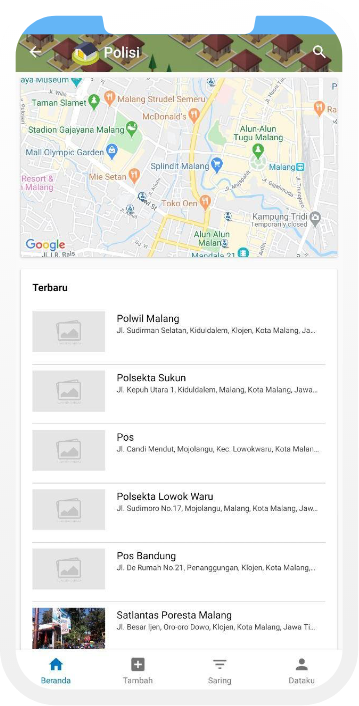 Polisi
aya Museum
Taman Slamet
Malang Strudel Semeru
McDonald's
Ra
Stadion Gajayana Malang
Alun-Alun
Tugu Malang
Mall Olympic Garden
Splindit Malang
Malang
Resort &
Mie Setan
Toko Oen
Kampung Tridi
Temporarily closed
Alun Alun
Malang
Google
Mandala 21
Terbaru
Polwil Malang
Jl. Sudirman Selatan, Kiduldalem, Klojen, Kota Malang, Ja...
Polsekta Sukun
Jl. Kepuh Utara 1, Kiduldalem, Malang, Kota Malang, Jawa...
Pos
Jl. Candi Mendut, Mojolangu, Kec. Lowokwaru, Kota Malan...
Polsekta Lowok Waru
Jl. Sudimoro No.17, Mojolangu, Malang, Kota Malang, Jaw...
Pos Bandung
Jl. De Rumah No.21, Penanggungan, Klojen, Kota Malang,...
Satlantas Poresta Malang
Jl. Besar Ijen, Oro-oro Dowo, Klojen, Kota Malang, Jawa Ti...
Beranda
Tambah
Saring
Dataku